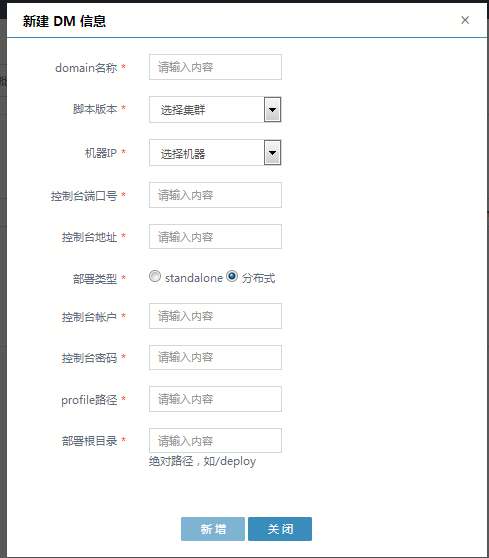 新建 DM 信息 ×
domain名称 * 请输入内容
脚本版本 * 选择集群
机器IP * 选择机器
控制台端口号 * 请输入内容
控制台地址 * 请输入内容
部署类型 * standalone 分布式
控制台帐户 * 请输入内容
控制台密码 * 请输入内容
profile路径 * 请输入内容
部署根目录 * 请输入内容
绝对路径，如/deploy
新 增 关 闭